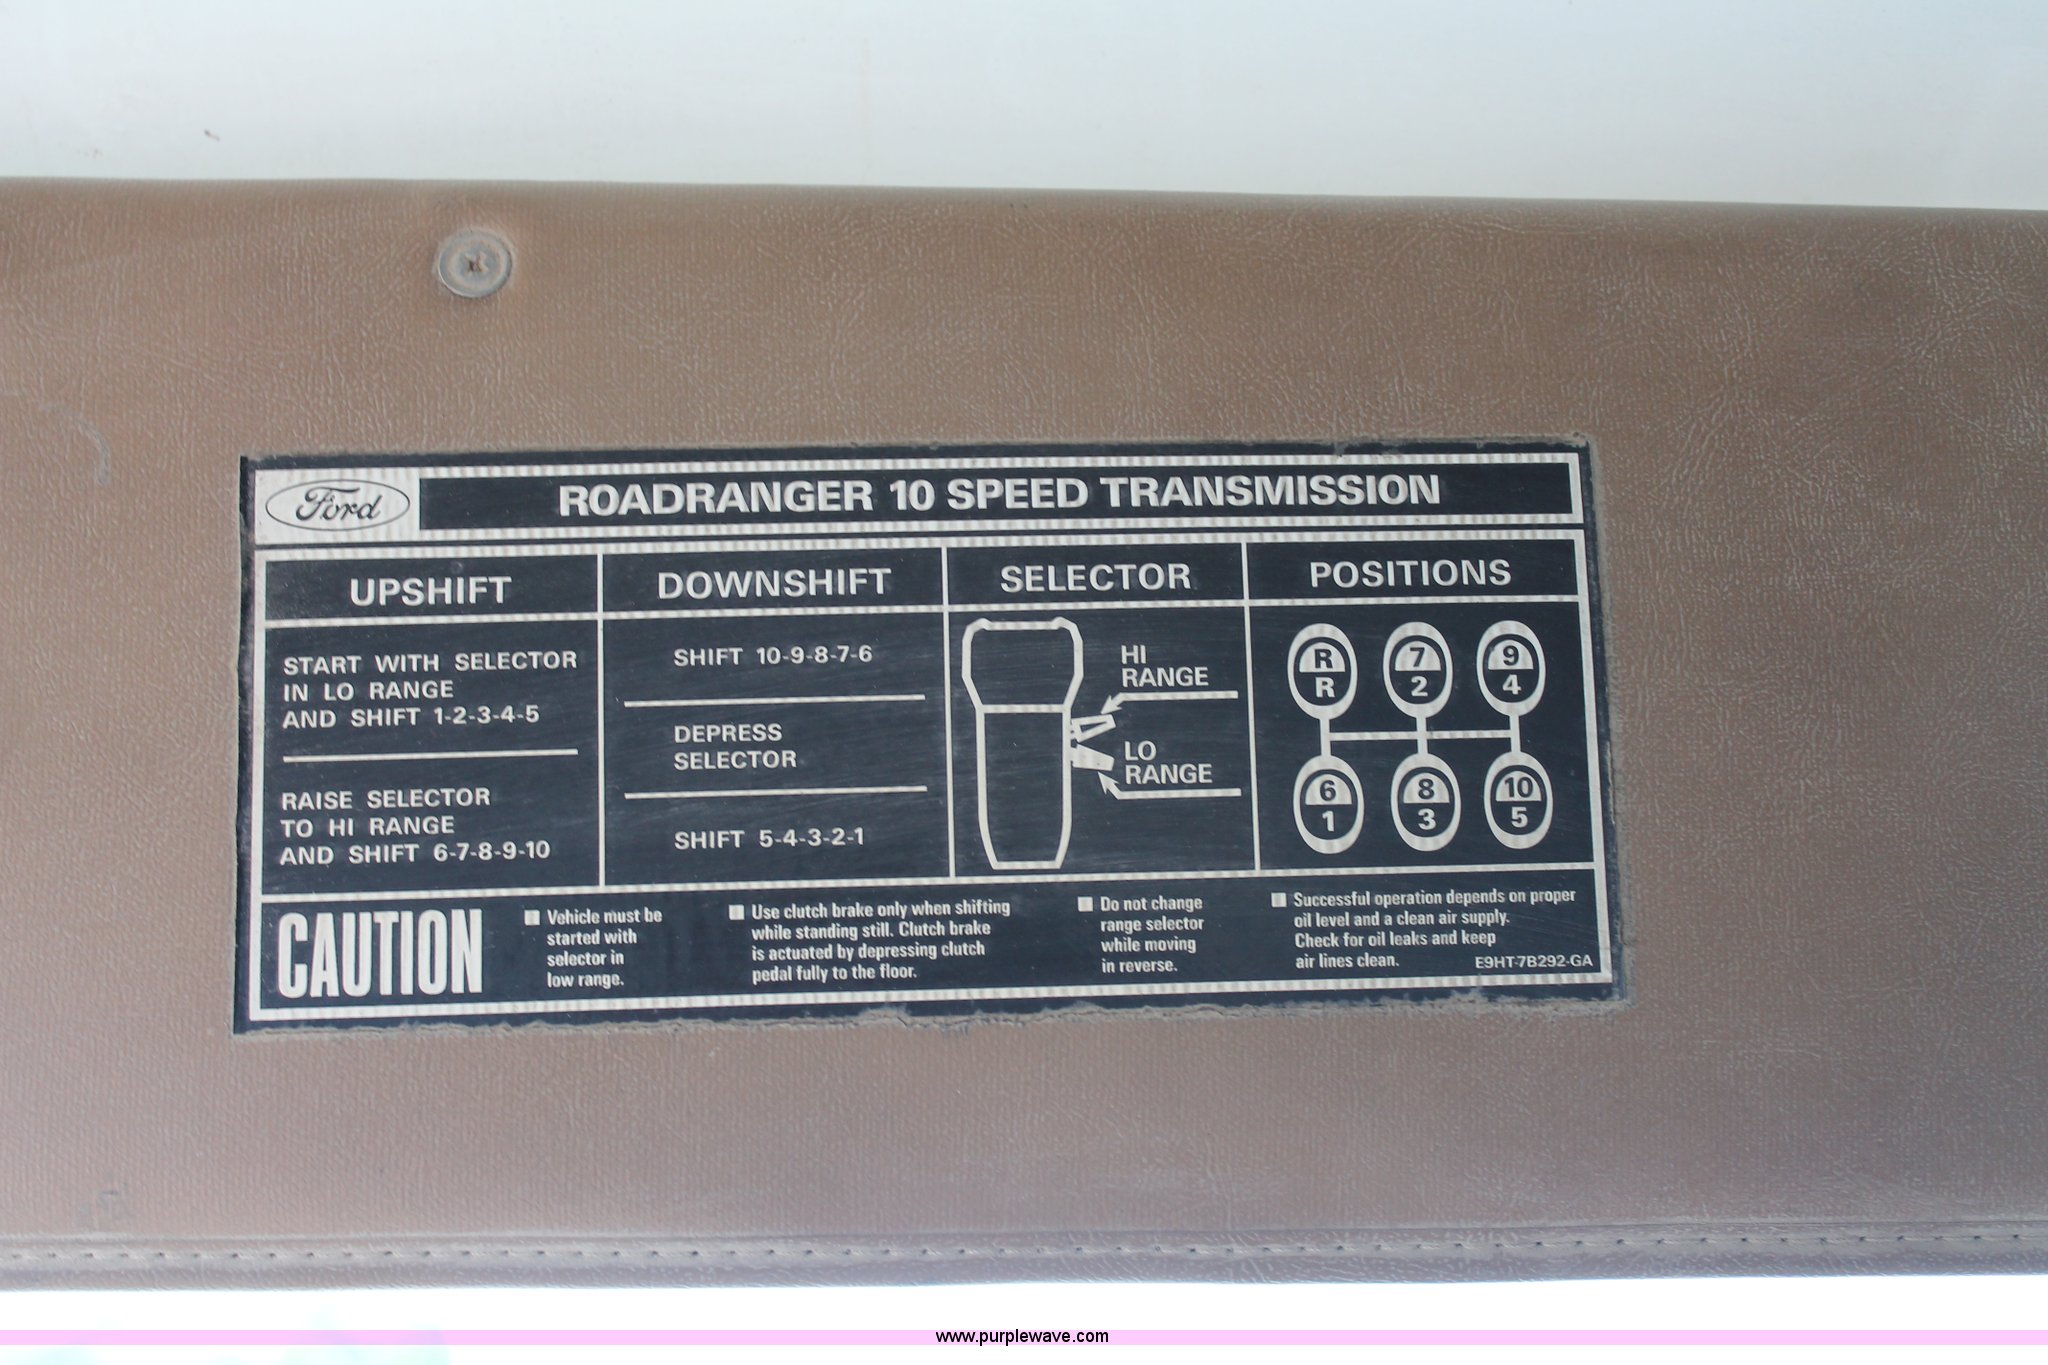 Ford
ROADRANGER 10 SPEED TRANSMISSION
UPSHIFT
START WITH SELECTOR
IN LO RANGE
AND SHIFT 1-2-3-4-5
RAISE SELECTOR
TO HI RANGE
AND SHIFT 6-7-8-9-10
DOWNSHIFT
SHIFT 10-9-8-7-6
DEPRESS
SELECTOR
SHIFT 5-4-3-2-1
SELECTOR
HI
RANGE
LO
RANGE
POSITIONS
R 7 9
R 2 4
6 8 10
1 3 5
CAUTION
Vehicle must be
started with
selector in
low range.
Use clutch brake only when shifting
while standing still. Clutch brake
is actuated by depressing clutch
pedal fully to the floor.
Do not change
range selector
while moving
in reverse.
Successful operation depends on proper
oil level and a clean air supply.
Check for oil leaks and keep
air lines clean.
E9HT-7B292-GA
www.purplewave.com